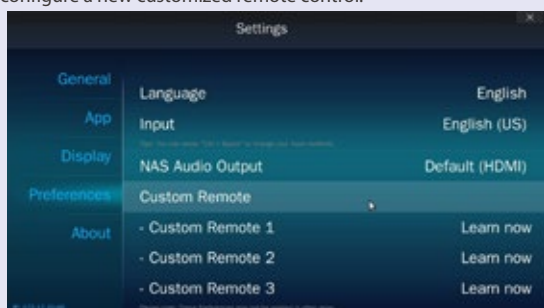 configure a new customized remote control.
Settings
General
App
Display
Preferences
About
Language English
Input English (US)
NAS Audio Output Default (HDMI)
Custom Remote
- Custom Remote 1 Learn now
- Custom Remote 2 Learn now
- Custom Remote 3 Learn now